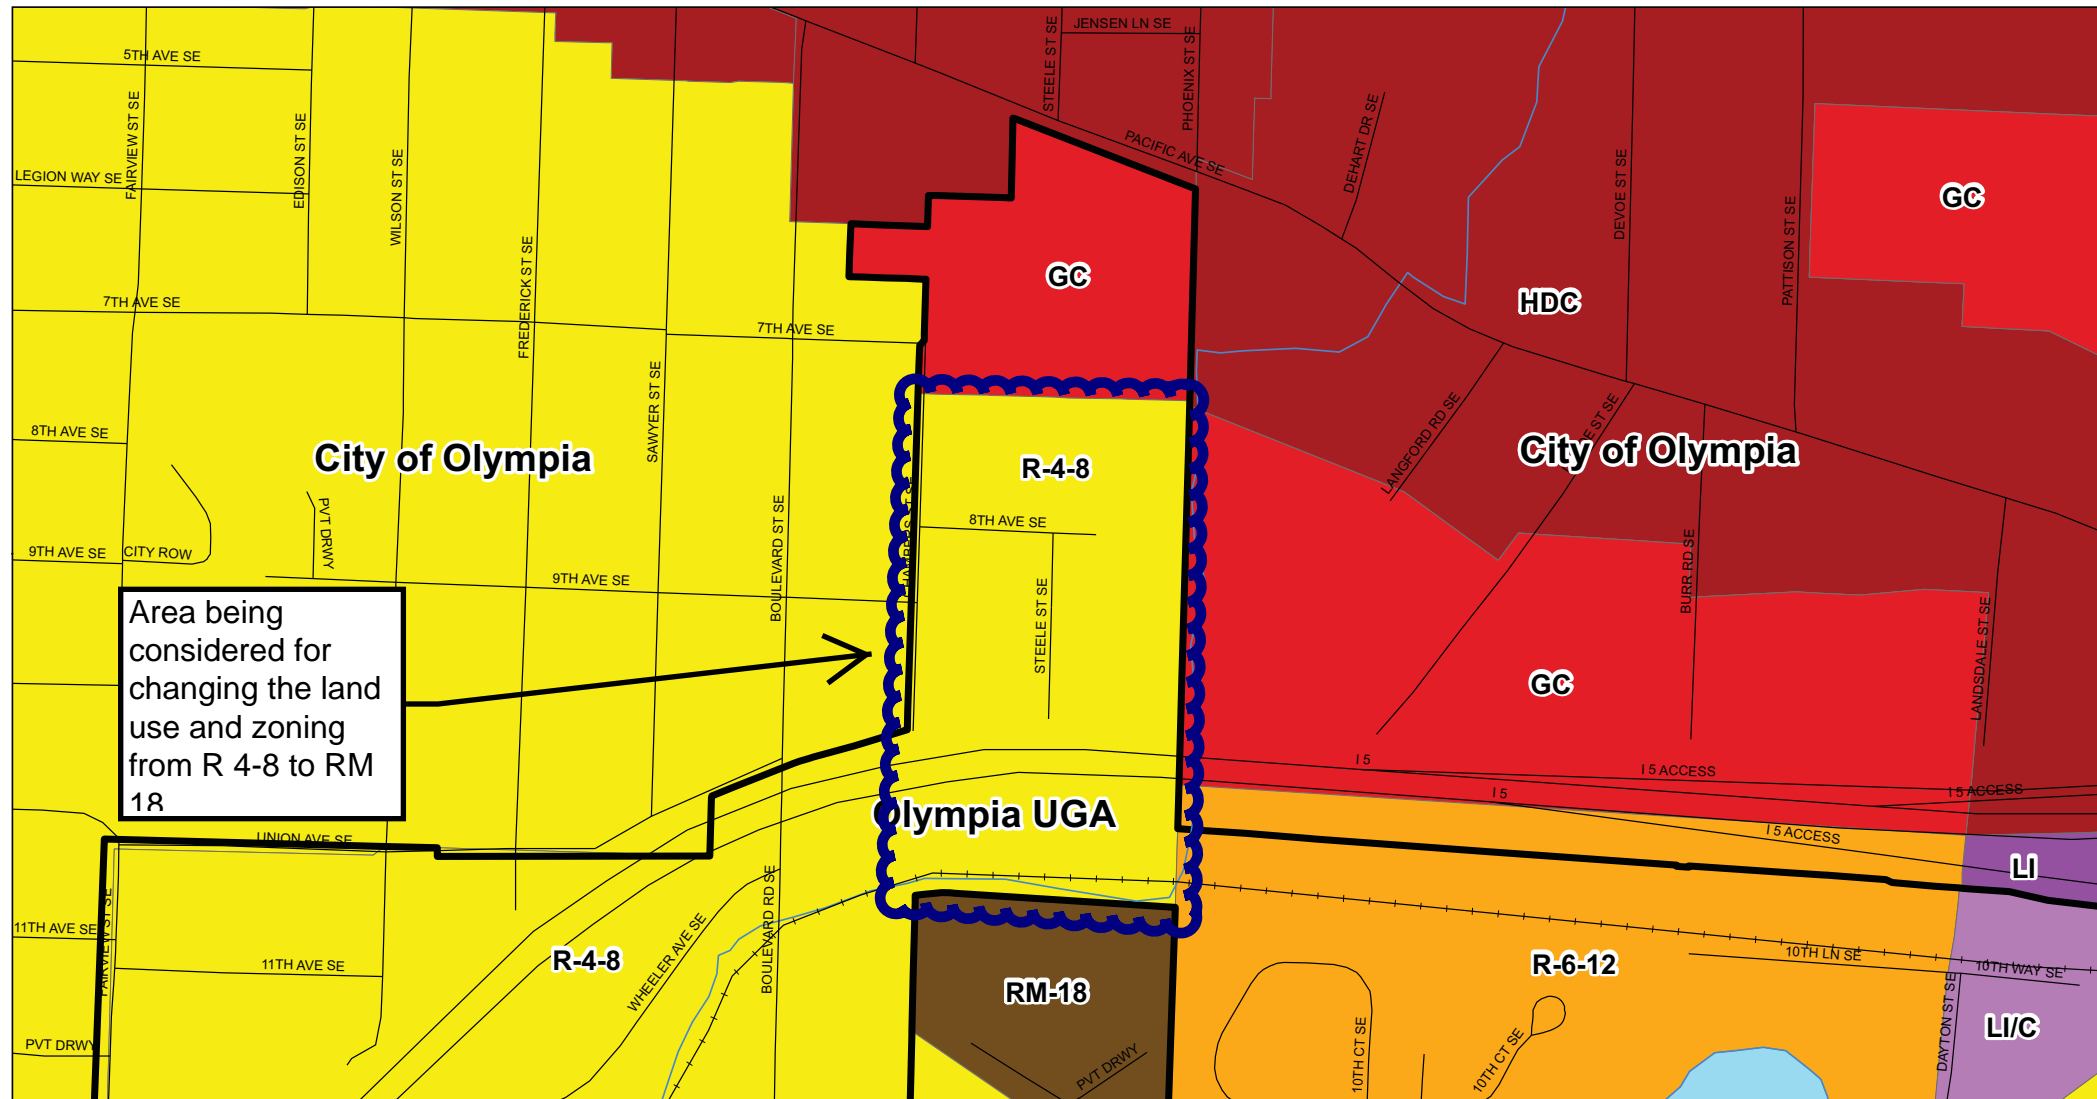 JENSEN LN SE
STEELE ST SE
PHOENIX ST SE
5TH AVE SE
FAIRVIEW ST SE
EDISON ST SE
WILSON ST SE
LEGION WAY SE
PACIFIC AVE SE
DEHART DR SE
DEVOE ST SE
PATTISON ST SE
GC
GC
HDC
7TH AVE SE
7TH AVE SE
FREDERICK ST SE
SAWYER ST SE
8TH AVE SE
City of Olympia
R-4-8
LANGFORD RD SE
City of Olympia
PVT DRWY
BOULEVARD ST SE
8TH AVE SE
9TH AVE SE
CITY ROW
9TH AVE SE
STEELE ST SE
BURR RD SE
LANDSDALE ST SE
Area being
considered for
changing the land
use and zoning
from R 4-8 to RM
18
GC
I 5
I 5 ACCESS
I 5
I 5 ACCESS
Olympia UGA
I 5 ACCESS
UNION AVE SE
LI
FAIRVIEW ST SE
11TH AVE SE
11TH AVE SE
R-4-8
WHEELER AVE SE
BOULEVARD RD SE
RM-18
R-6-12
10TH LN SE
10TH WAY SE
LI/C
DAYTON ST SE
PVT DRWY
PVT DRWY
10TH CT SE
10TH CT SE